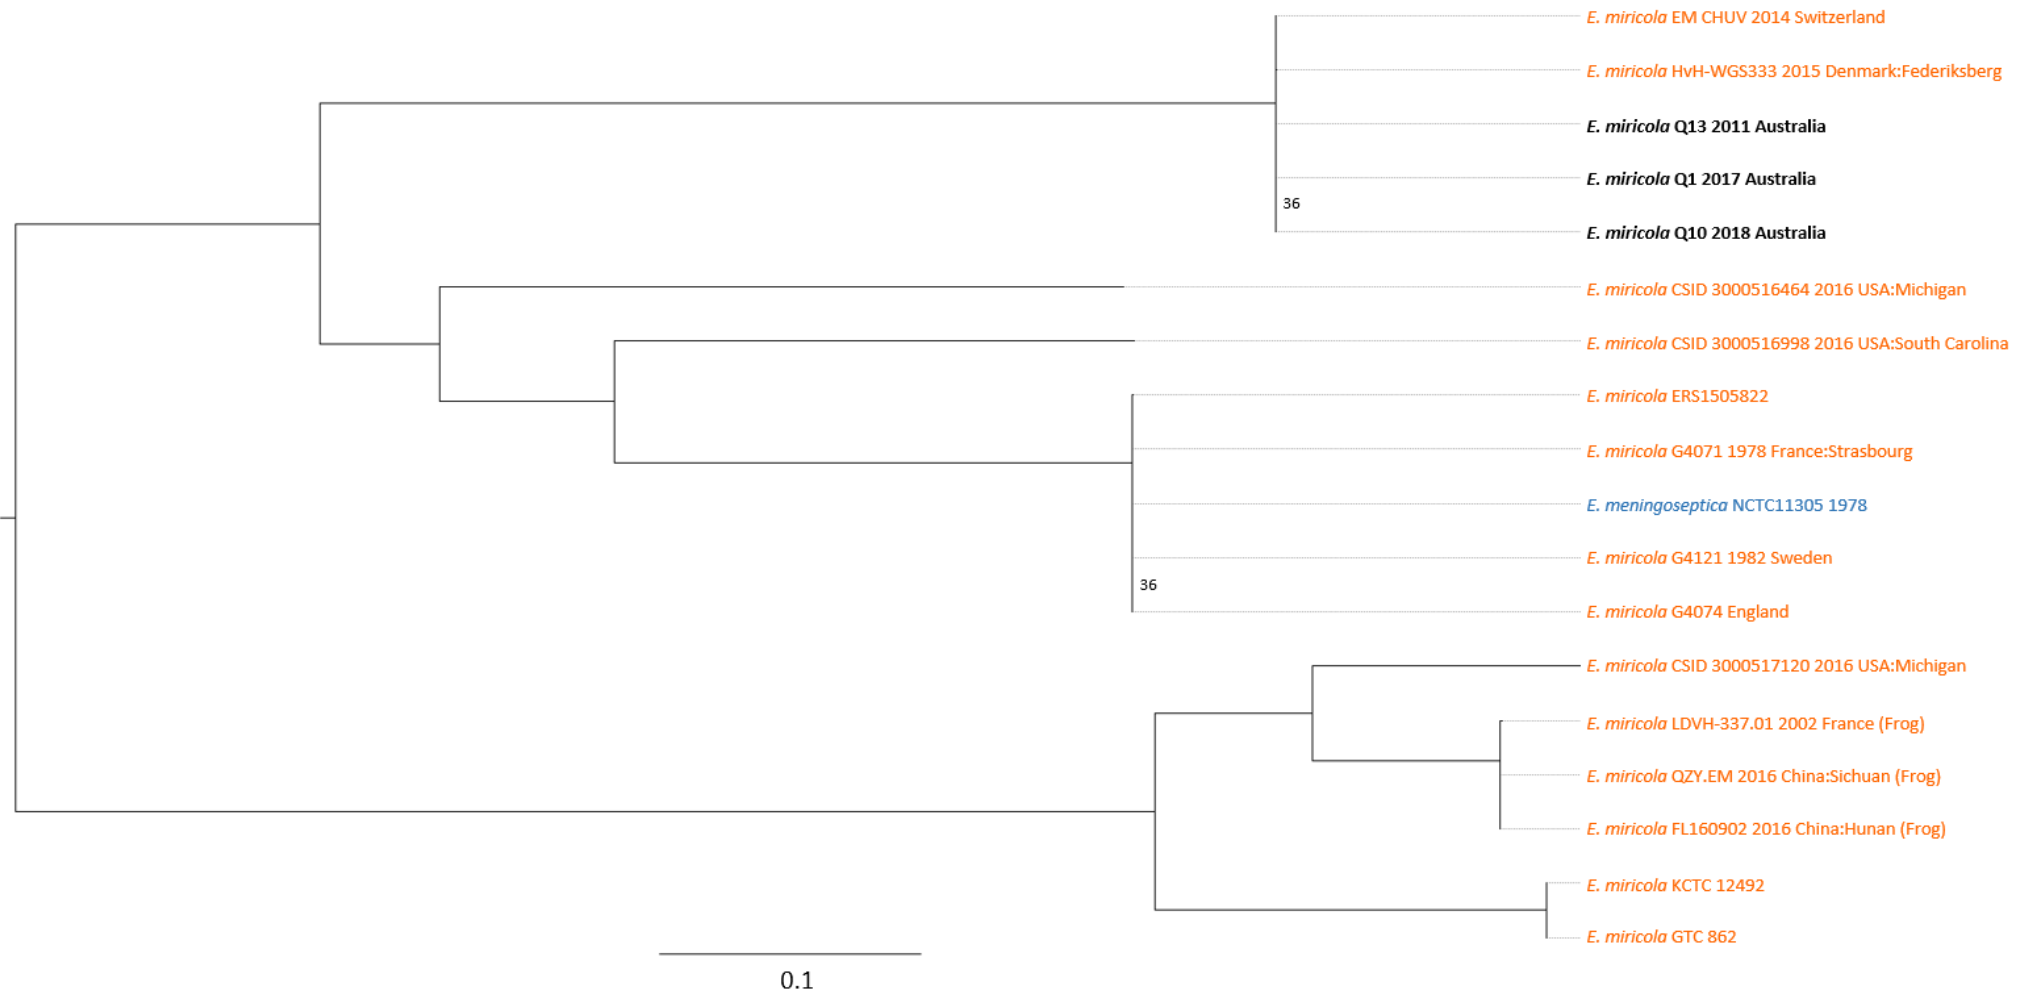 E. miricola EM CHUV 2014 Switzerland
E. miricola HvH-WGS333 2015 Denmark:Federiksberg
E. miricola Q13 2011 Australia
E. miricola Q1 2017 Australia
36
E. miricola Q10 2018 Australia
E. miricola CSID 3000516464 2016 USA:Michigan
E. miricola CSID 3000516998 2016 USA:South Carolina
E. miricola ERS1505822
E. miricola G4071 1978 France:Strasbourg
E. meningoseptica NCTC11305 1978
E. miricola G4121 1982 Sweden
36
E. miricola G4074 England
E. miricola CSID 3000517120 2016 USA:Michigan
E. miricola LDVH-337.01 2002 France (Frog)
E. miricola QZY.EM 2016 China:Sichuan (Frog)
E. miricola FL160902 2016 China:Hunan (Frog)
E. miricola KCTC 12492
E. miricola GTC 862
0.1